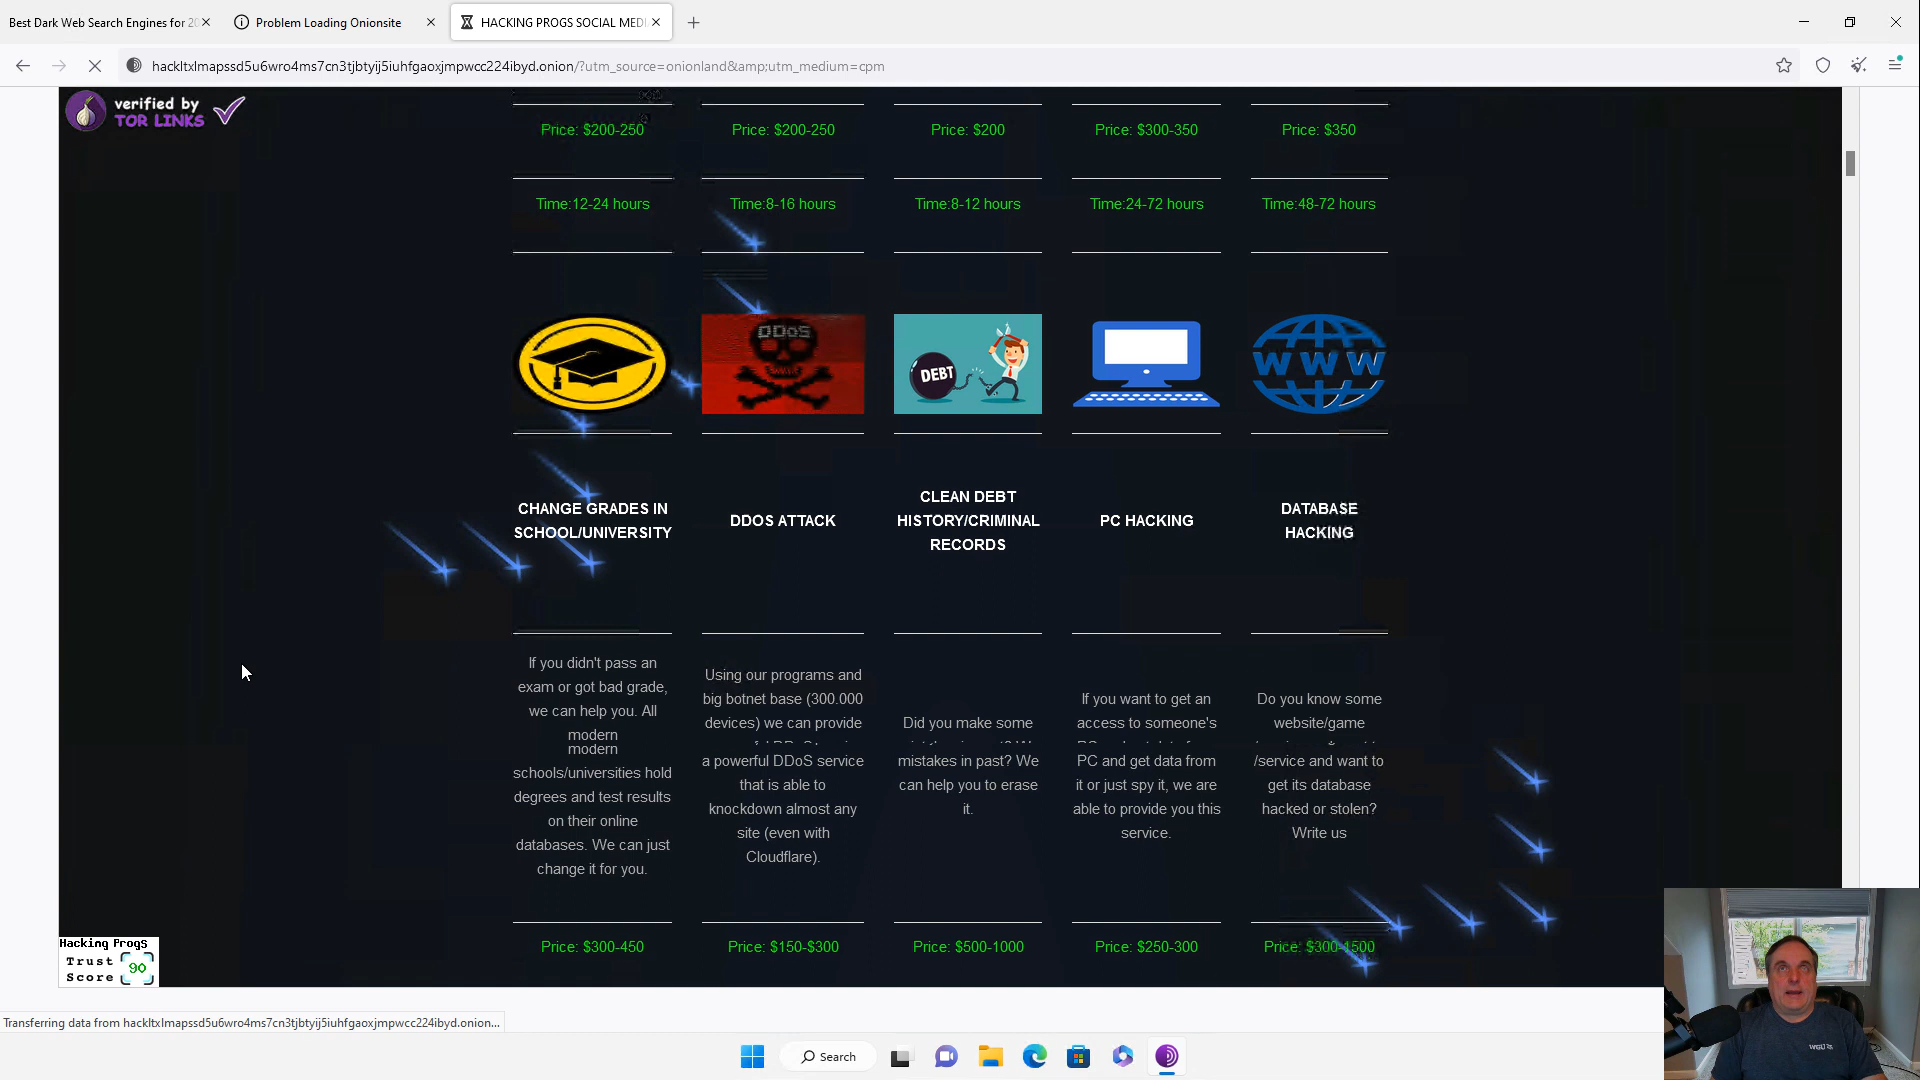 Best Dark Web Search Engines for 20
Problem Loading Onionsite
HACKING PROGS SOCIAL MEDI
hackltxlmapssd5u6wro4ms7cn3tjbtyij5iuhfgaoxjmpwcc224ibyd.onion/?utm_source=onionland&amp;utm_medium=cpm
verified by
TOR LINKS
Price: $200-250
Price: $200-250
Price: $200
Price: $300-350
Price: $350
Time:12-24 hours
Time:8-16 hours
Time:8-12 hours
Time:24-72 hours
Time:48-72 hours
DDoS
DEBT
WWW
CHANGE GRADES IN
SCHOOL/UNIVERSITY
DDOS ATTACK
CLEAN DEBT
HISTORY/CRIMINAL
RECORDS
PC HACKING
DATABASE
HACKING
If you didn't pass an
exam or got bad grade,
we can help you. All
modern
modern
schools/universities hold
degrees and test results
on their online
databases. We can just
change it for you.
Using our programs and
big botnet base (300.000
devices) we can provide
a powerful DDoS service
that is able to
knockdown almost any
site (even with
Cloudflare).
Did you make some
mistakes in past? We
can help you to erase
it.
If you want to get an
access to someone's
PC and get data from
it or just spy it, we are
able to provide you this
service.
Do you know some
website/game
/service and want to
get its database
hacked or stolen?
Write us
Price: $300-450
Price: $150-$300
Price: $500-1000
Price: $250-300
Price: $300-1500
Hacking Progs
Trust
Score
90
Transferring data from hackltxlmapssd5u6wro4ms7cn3tjbtyij5iuhfgaoxjmpwcc224ibyd.onion...
Search